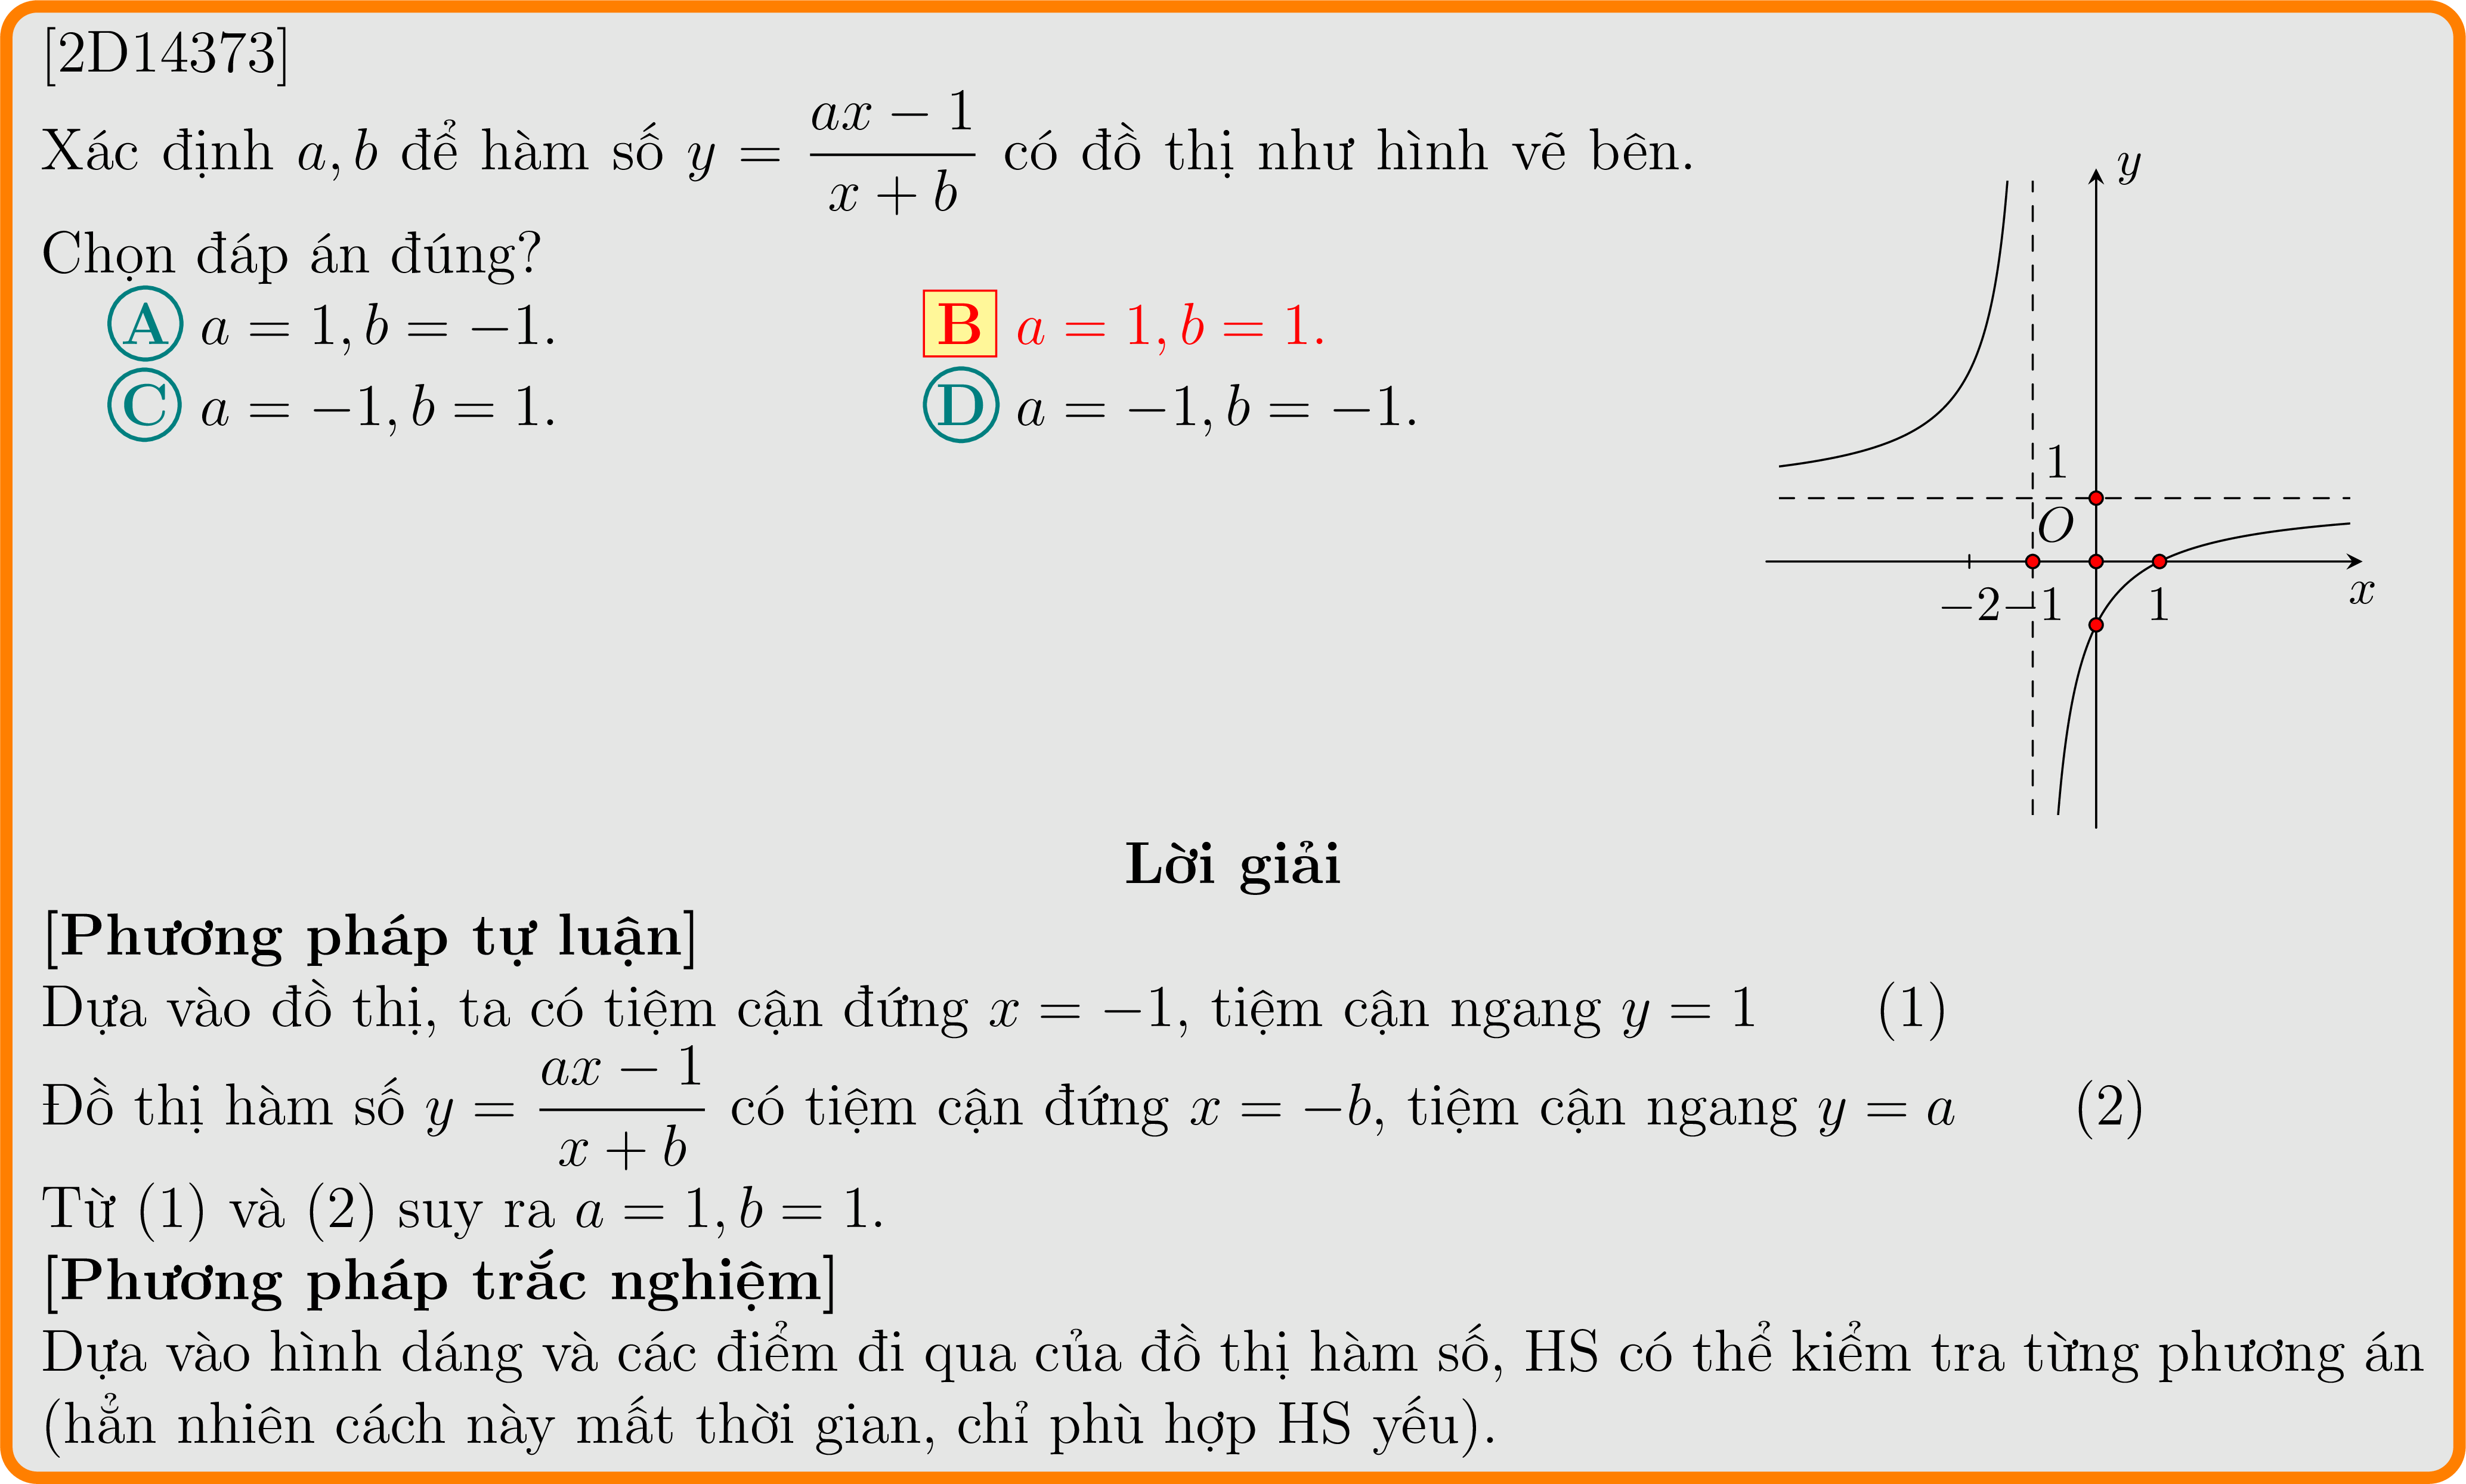 [2D14373]
Xác định a, b để hàm số y = \frac{ax − 1}{x + b} có đồ thị như hình vẽ bên.
Chọn đáp án đúng?
A a = 1, b = −1.
B a = 1, b = 1.
C a = −1, b = 1.
D a = −1, b = −1.
y
1
O
x
−2
−1
1
Lời giải
[Phương pháp tự luận]
Dựa vào đồ thị, ta có tiệm cận đứng x = −1, tiệm cận ngang y = 1 (1)
Đồ thị hàm số y = \frac{ax − 1}{x + b} có tiệm cận đứng x = −b, tiệm cận ngang y = a (2)
Từ (1) và (2) suy ra a = 1, b = 1.
[Phương pháp trắc nghiệm]
Dựa vào hình dáng và các điểm đi qua của đồ thị hàm số, HS có thể kiểm tra từng phương án
(hẳn nhiên cách này mất thời gian, chỉ phù hợp HS yếu).